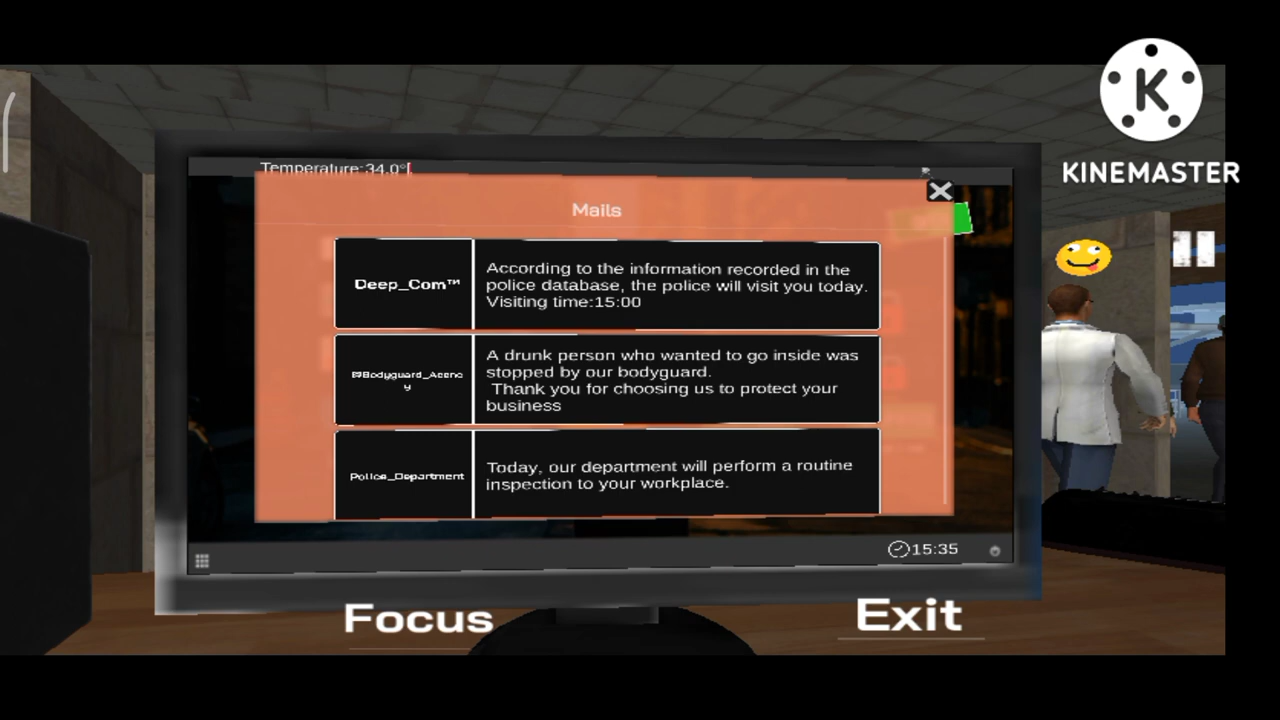 K
KINEMASTER
Temperature:34.0°
Mails
Deep_Com™
According to the information recorded in the
police database, the police will visit you today.
Visiting time:15:00
Bodyguard_Agenc
y
A drunk person who wanted to go inside was
stopped by our bodyguard.
Thank you for choosing us to protect your
business
Police_Department
Today, our department will perform a routine
inspection to your workplace.
15:35
Focus
Exit